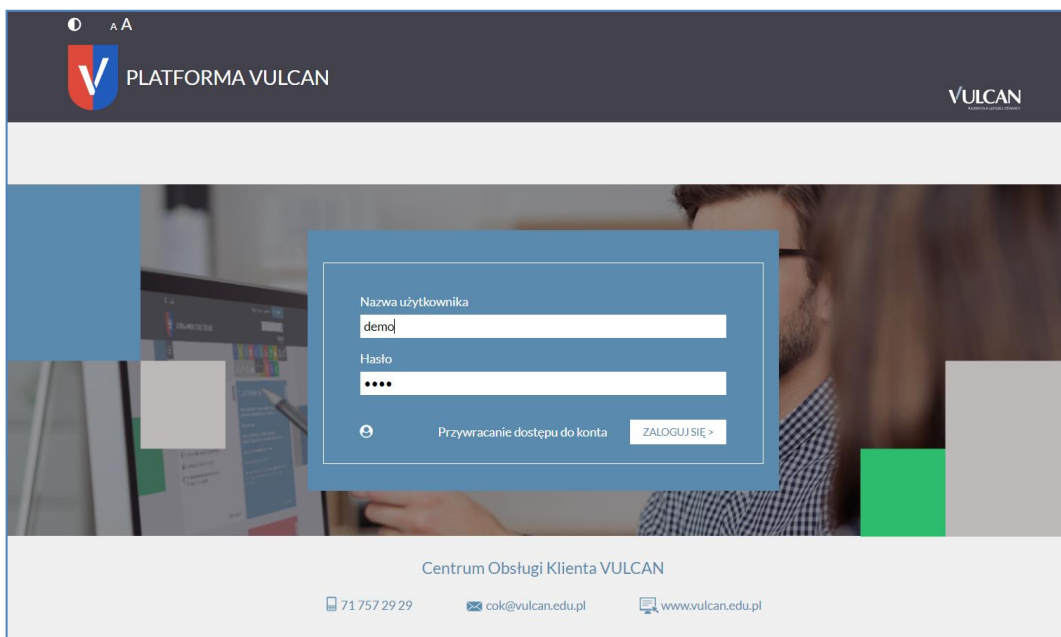 A A
PLATFORMA VULCAN
VULCAN
Nazwa użytkownika
demo
Hasło
••••
Przywracanie dostępu do konta
ZALOGUJ SIĘ >
Centrum Obsługi Klienta VULCAN
71 757 29 29
cok@vulcan.edu.pl
www.vulcan.edu.pl